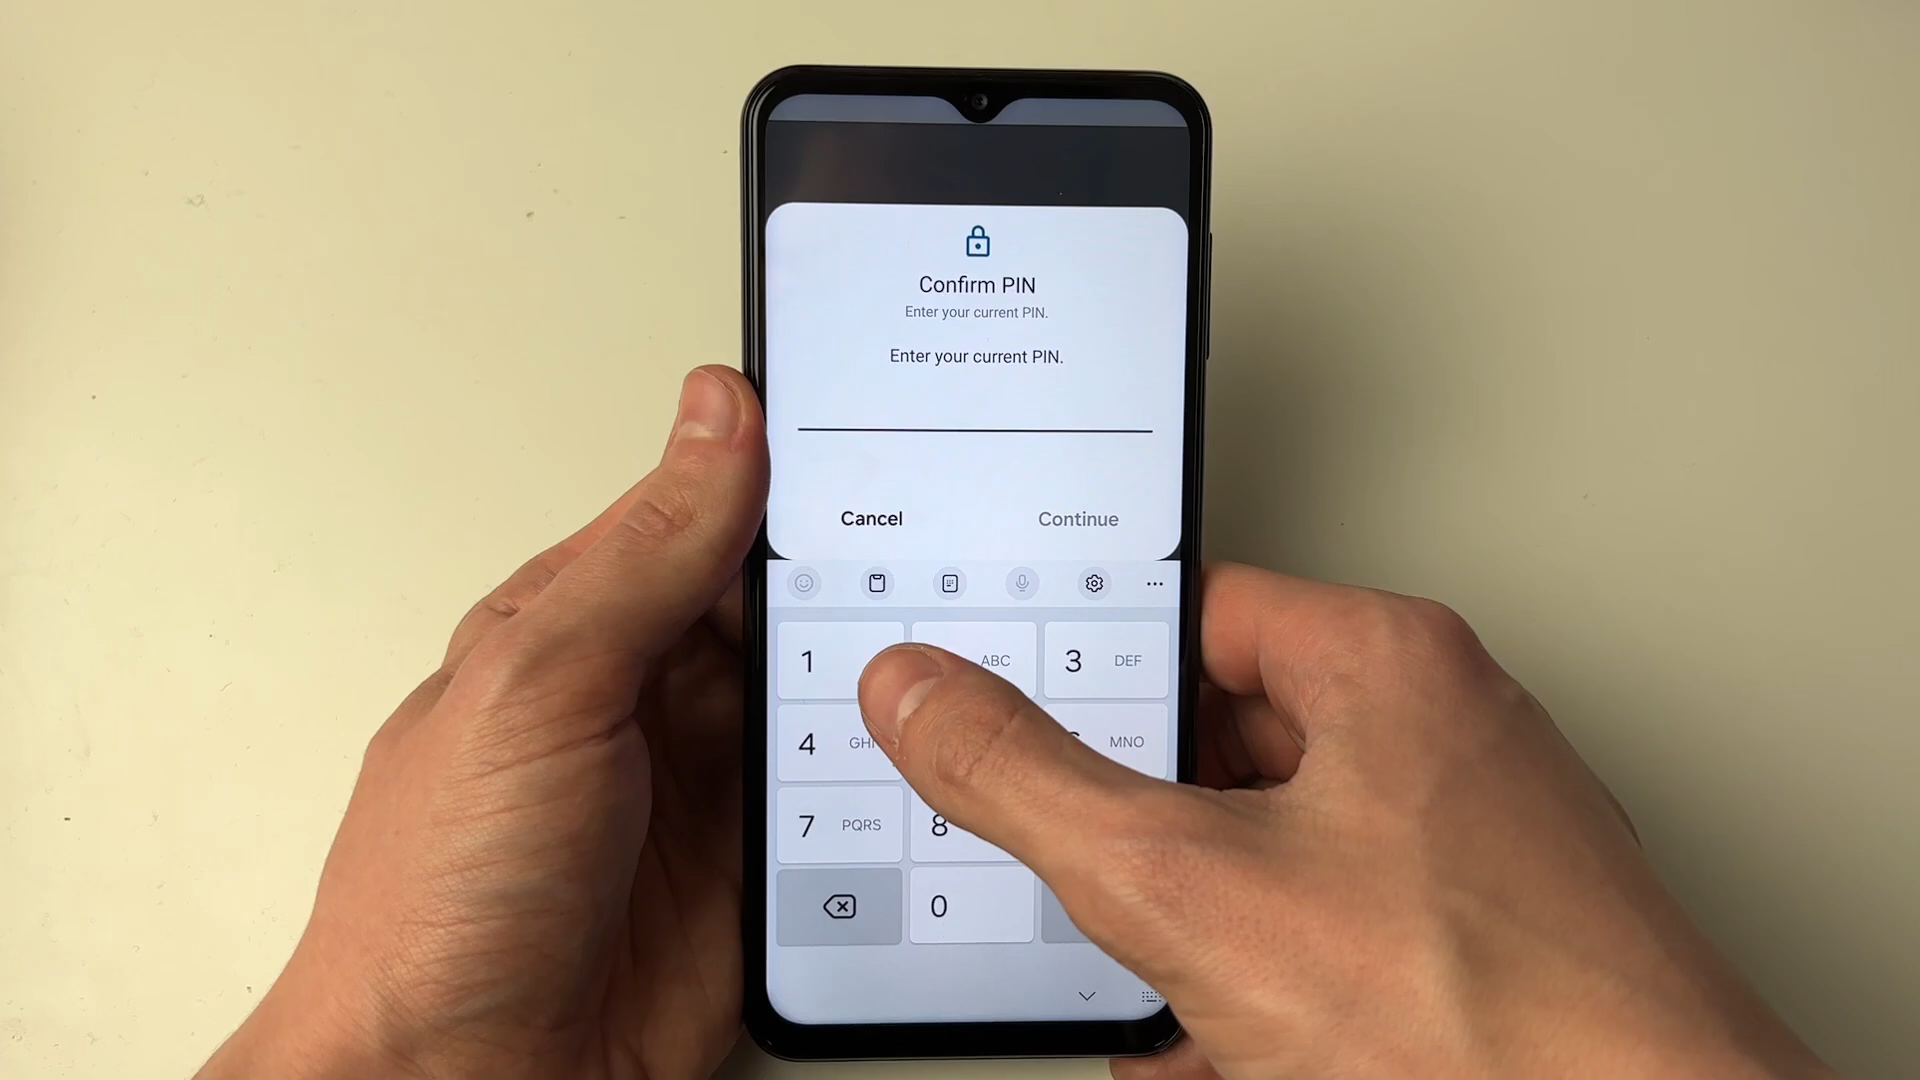 Confirm PIN
Enter your current PIN.
Enter your current PIN.
Cancel Continue
1 ABC 3 DEF
4 GH MNO
7 PQRS 8
0